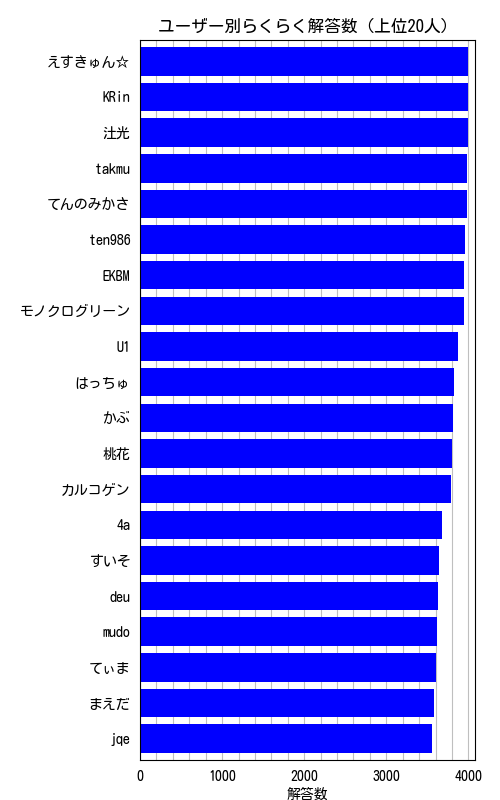 ユーザー別らくらく解答数（上位20人）
えすきゅん☆
KRin
汢光
takmu
てんのみかさ
ten986
EKBM
モノクログリーン
U1
はっちゅ
かぶ
桃花
カルコゲン
4a
すいそ
deu
mudo
てぃま
まえだ
jqe
0 1000 2000 3000 4000
解答数